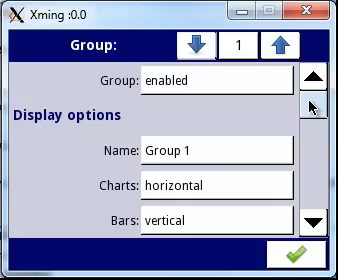 Xming :0.0
Group: 1
Group: enabled
Display options
Name: Group 1
Charts: horizontal
Bars: vertical